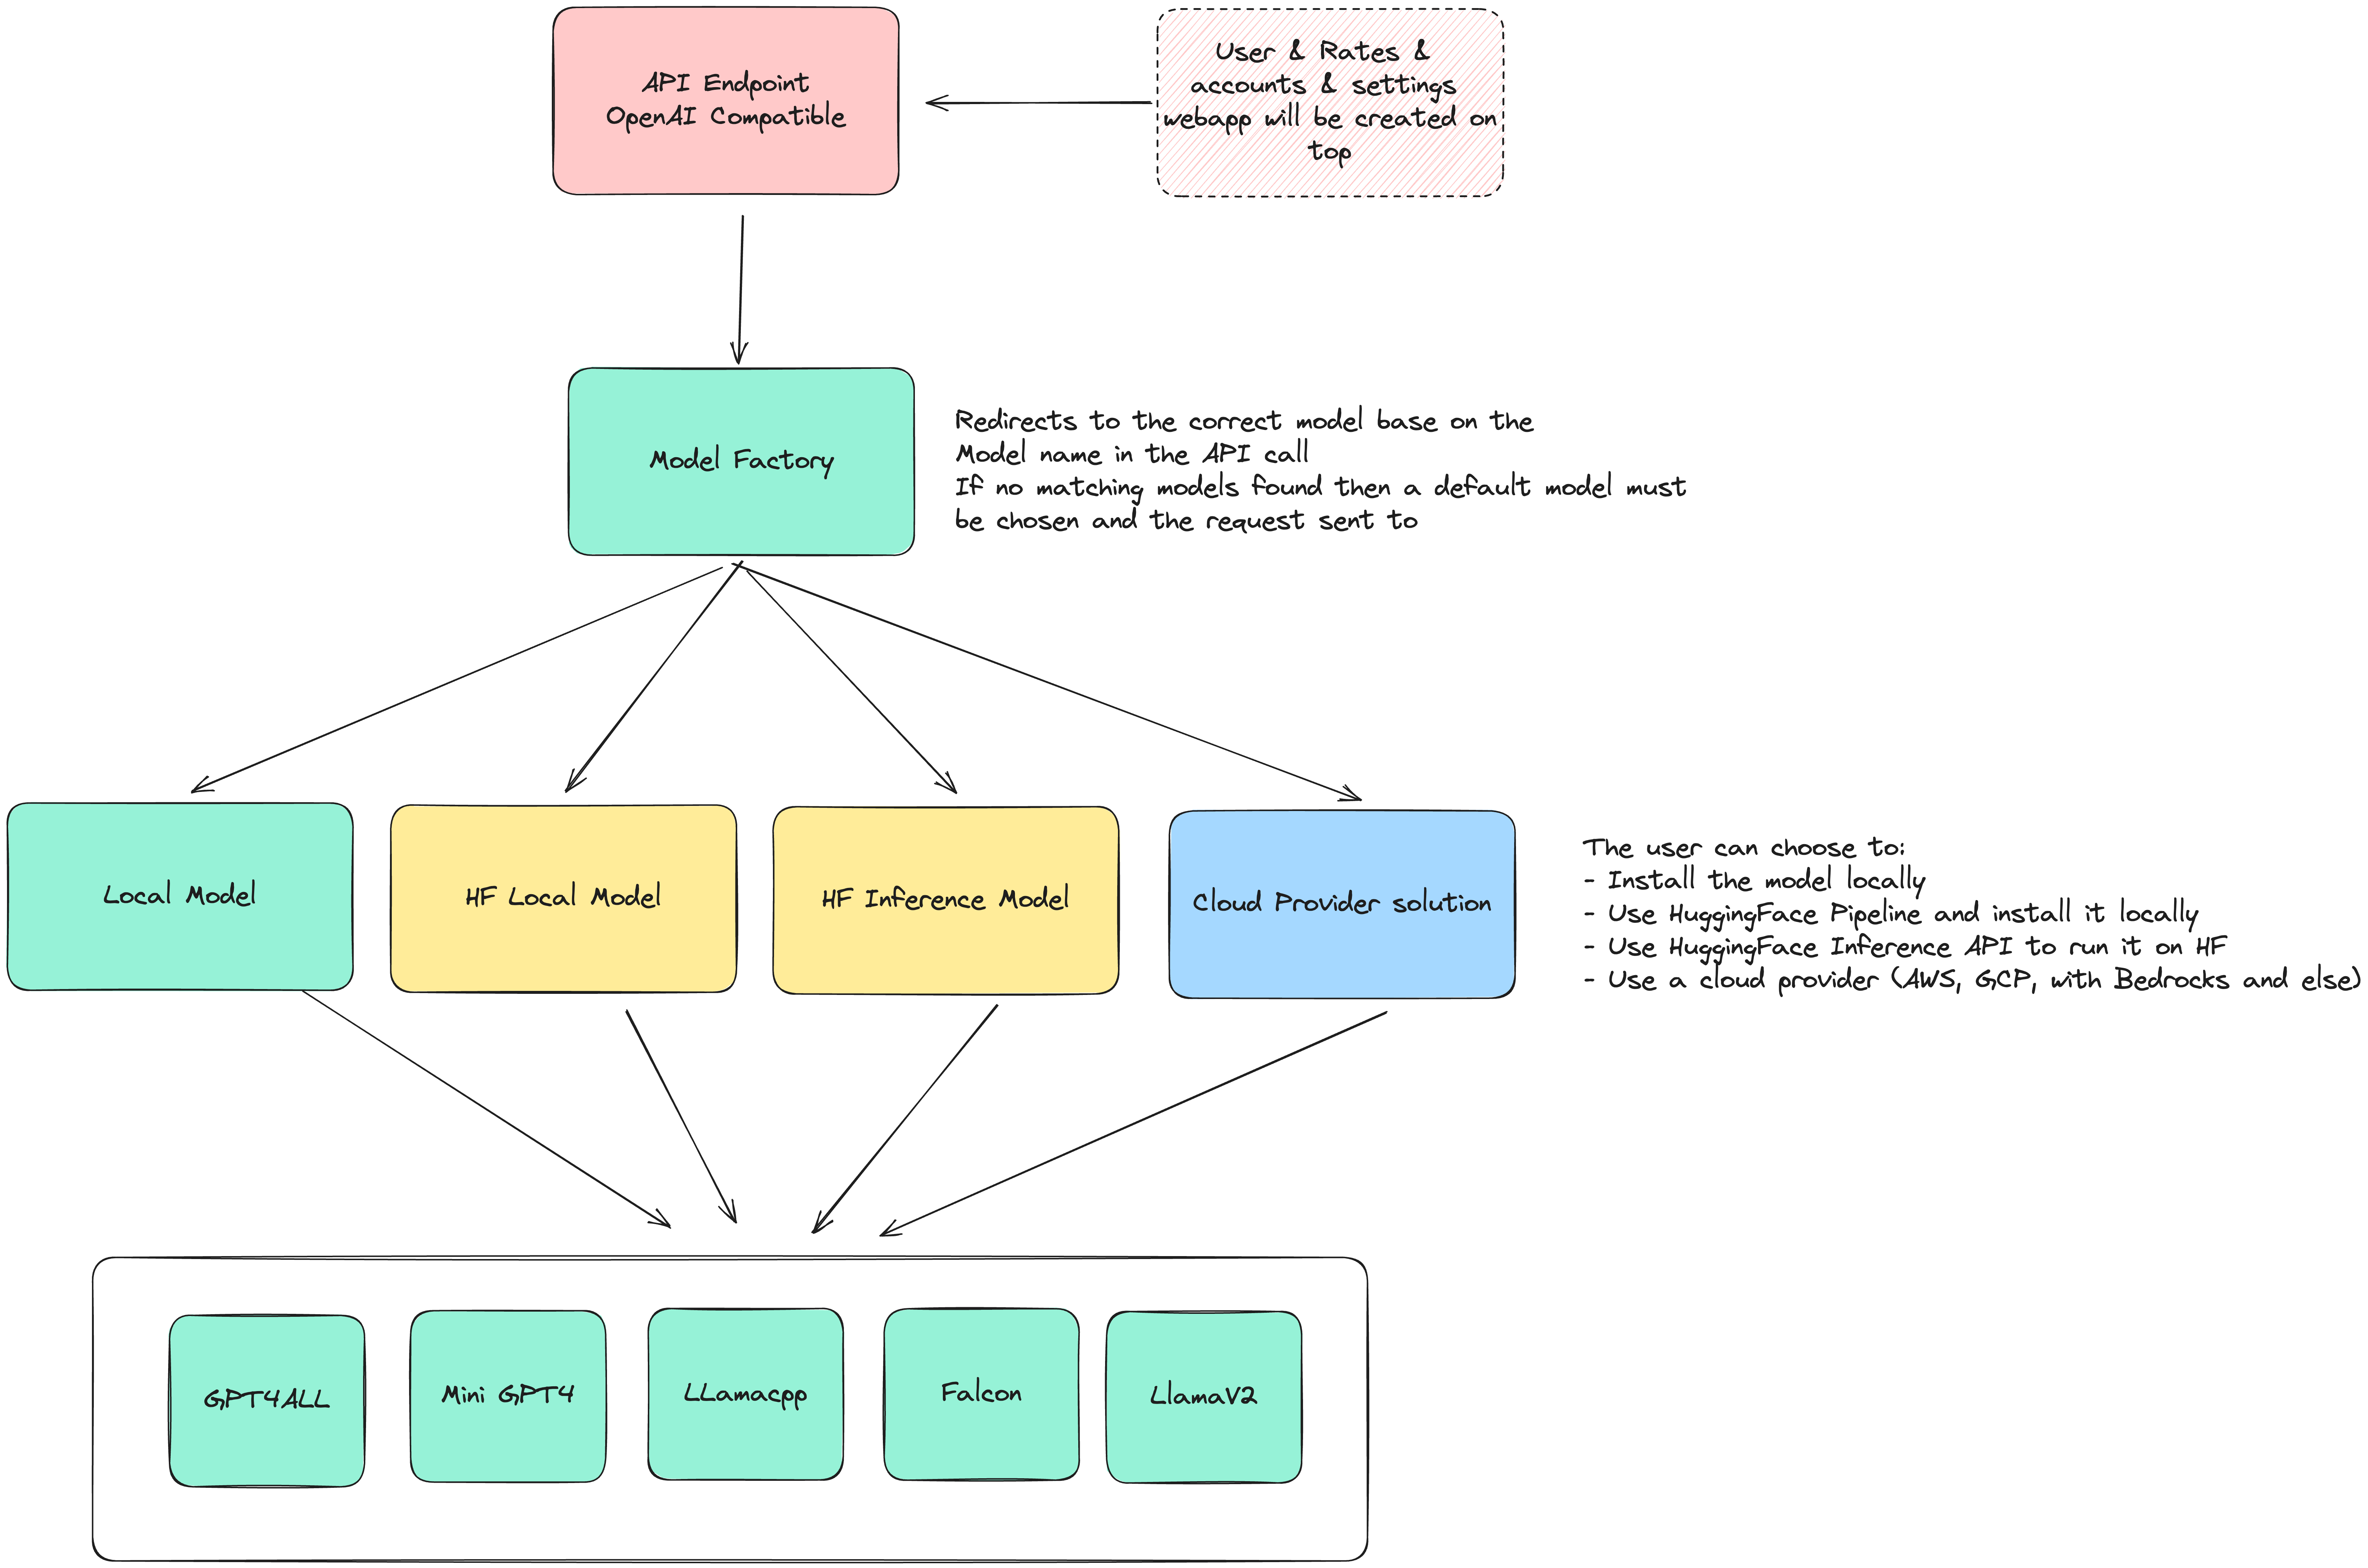 API Endpoint
OpenAI Compatible
User & Rates &
accounts & settings
webapp will be created on
top
Model Factory
Redirects to the correct model base on the
Model name in the API call
If no matching models found then a default model must
be chosen and the request sent to
Local Model
HF Local Model
HF Inference Model
Cloud Provider solution
The user can choose to:
- Install the model locally
- Use HuggingFace Pipeline and install it locally
- Use HuggingFace Inference API to run it on HF
- Use a cloud provider (AWS, GCP, with Bedrocks and else)
GPT4ALL
Mini GPT4
LLamacpp
Falcon
LlamaV2